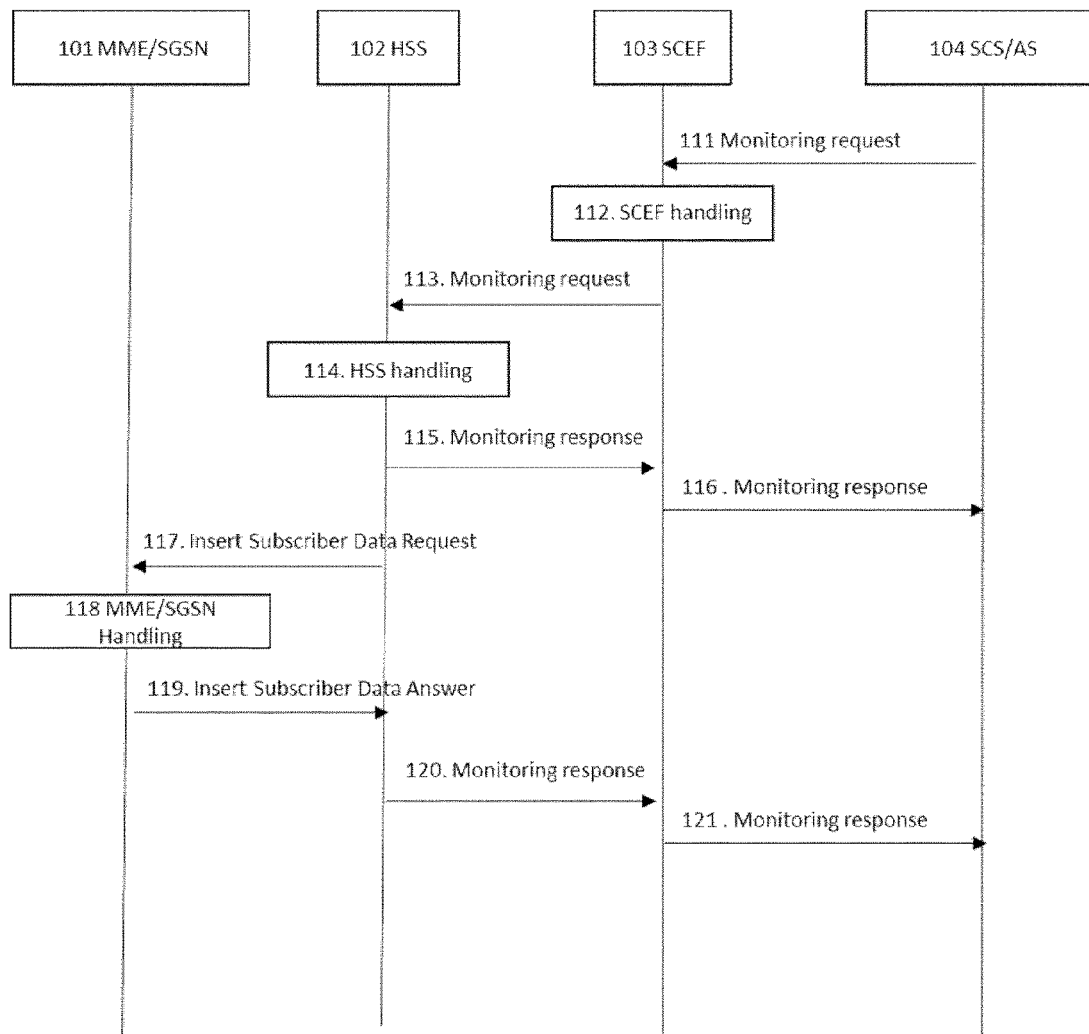 101 MME/SGSN
102 HSS
103 SCEF
104 SCS/AS
111 Monitoring request
112. SCEF handling
113. Monitoring request
114. HSS handling
115. Monitoring response
116 . Monitoring response
117. Insert Subscriber Data Request
118 MME/SGSN
Handling
119. Insert Subscriber Data Answer
120. Monitoring response
121 . Monitoring response